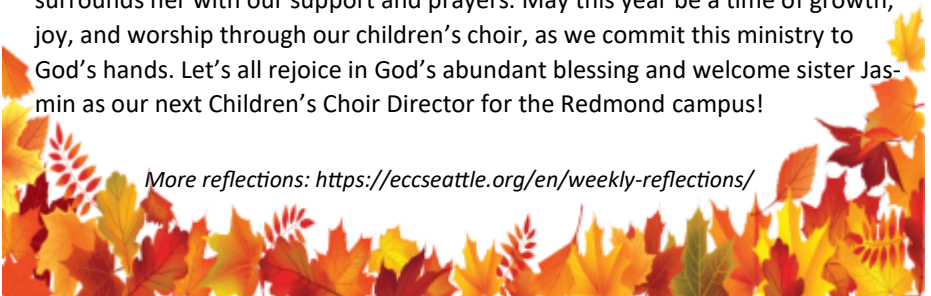 surrounds her with our support and prayers. May this year be a time of growth,
joy, and worship through our children’s choir, as we commit this ministry to
God’s hands. Let’s all rejoice in God’s abundant blessing and welcome sister Jas-
min as our next Children’s Choir Director for the Redmond campus!
More reflections: https://eccseattle.org/en/weekly-reflections/